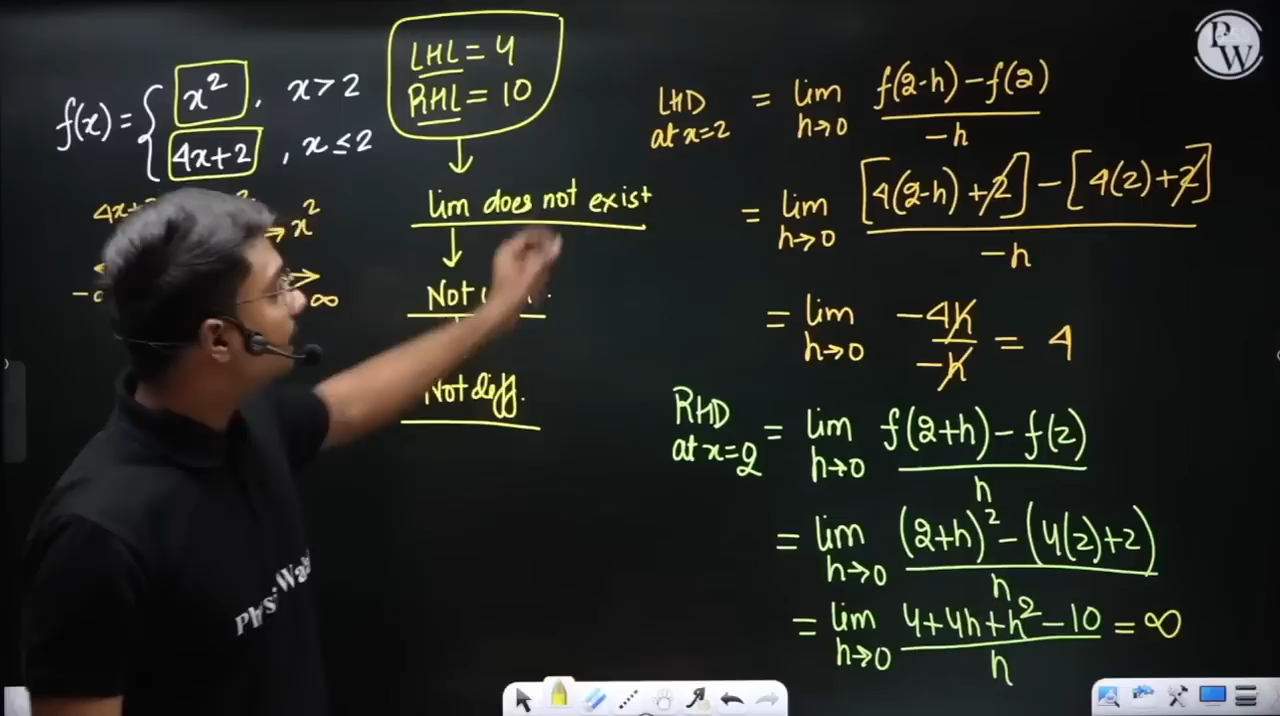 f(x) = { x², x > 2
4x+2, x ≤ 2
→ x²
∞
LHL = 4
RHL = 10
lim does not exist
Not
Not diff.
LHD at x=2 = lim h→0 f(2-h) - f(2) / -h
= lim h→0 [4(2-h) + 2] - [4(2) + 2] / -h
= lim h→0 -4h / -h = 4
RHD at x=2 = lim h→0 f(2+h) - f(2) / h
= lim h→0 (2+h)² - (4(2)+2) / h
= lim h→0 4+4h+h² - 10 / h = ∞
PW